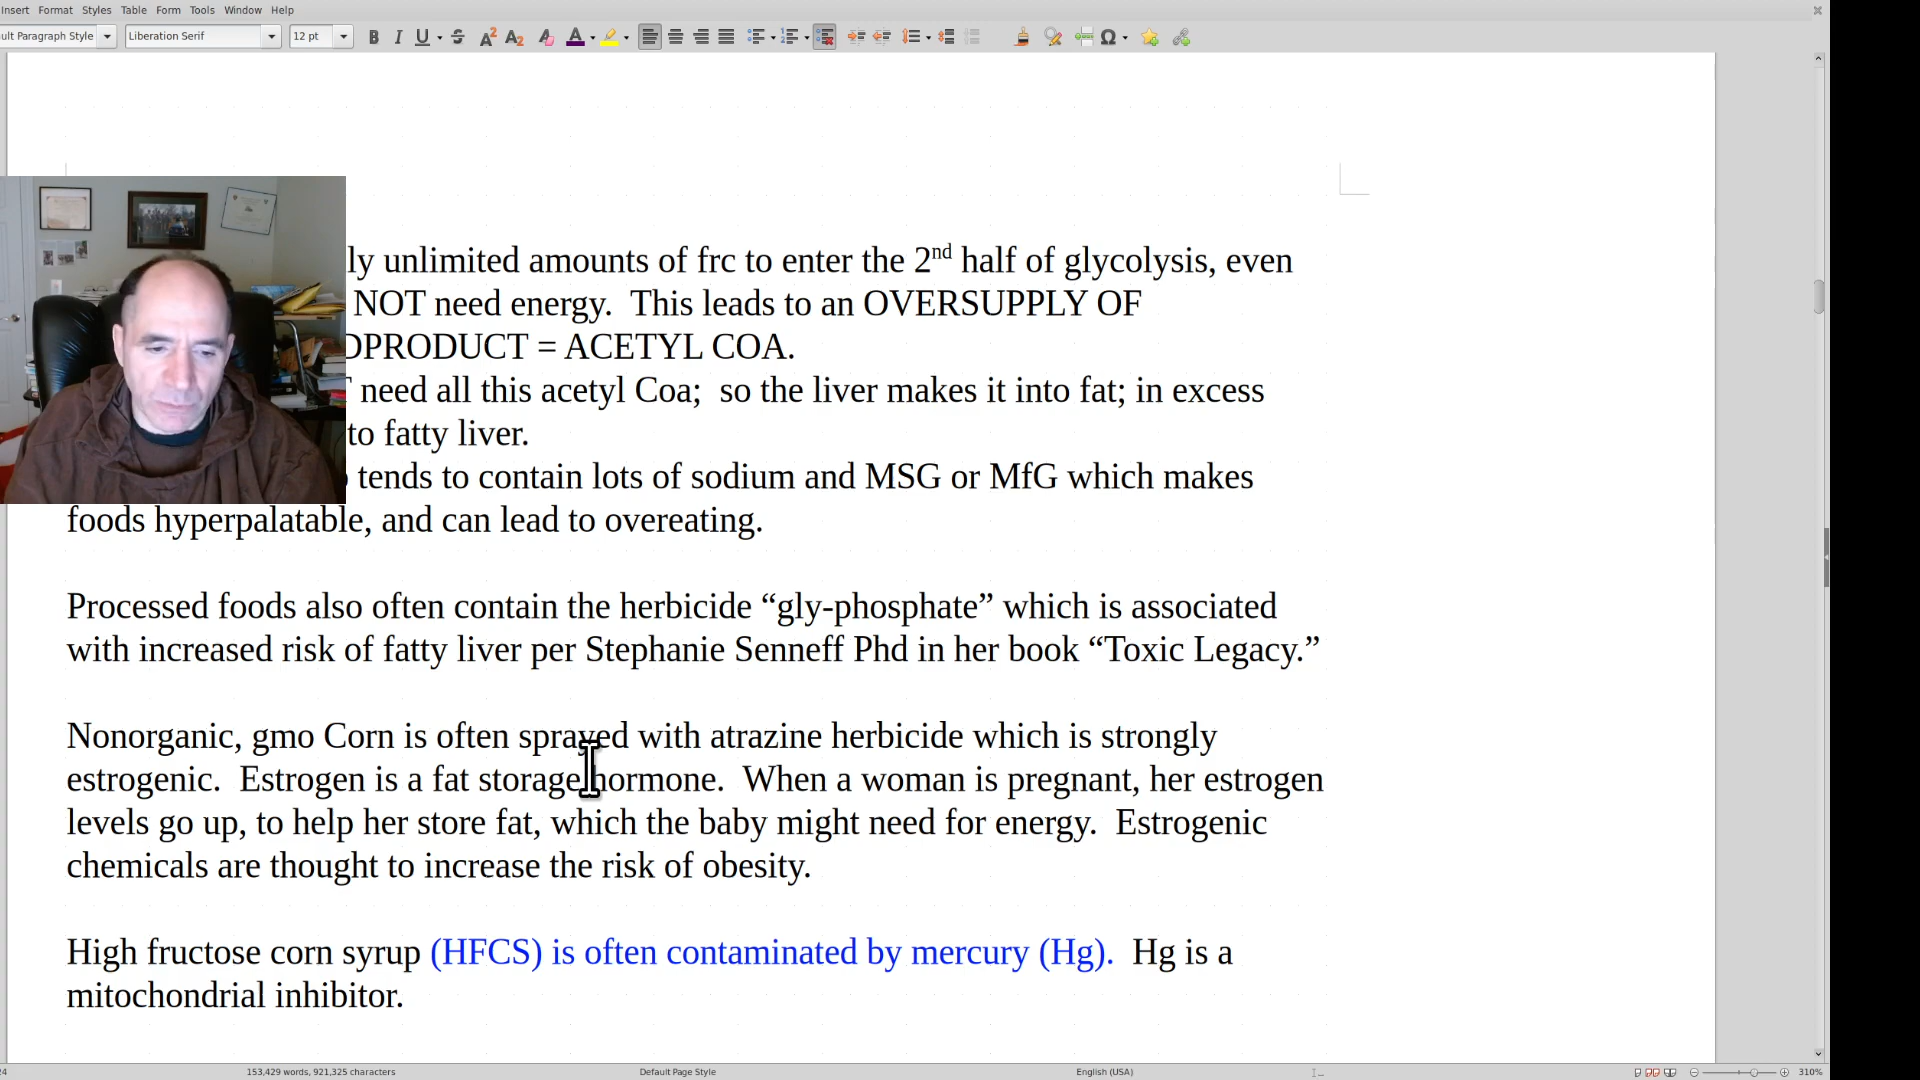 Insert Format Styles Table Form Tools Window Help
ult Paragraph Style Liberation Serif 12 pt
ly unlimited amounts of frc to enter the 2nd half of glycolysis, even
NOT need energy.  This leads to an OVERSUPPLY OF
DPRODUCT = ACETYL COA.
need all this acetyl Coa;  so the liver makes it into fat; in excess
to fatty liver.
tends to contain lots of sodium and MSG or MfG which makes
foods hyperpalatable, and can lead to overeating.
Processed foods also often contain the herbicide “gly-phosphate” which is associated
with increased risk of fatty liver per Stephanie Senneff Phd in her book “Toxic Legacy.”
Nonorganic, gmo Corn is often sprayed with atrazine herbicide which is strongly
estrogenic.  Estrogen is a fat storage hormone.  When a woman is pregnant, her estrogen
levels go up, to help her store fat, which the baby might need for energy.  Estrogenic
chemicals are thought to increase the risk of obesity.
High fructose corn syrup (HFCS) is often contaminated by mercury (Hg).  Hg is a
mitochondrial inhibitor.
24 153,429 words, 921,325 characters Default Page Style English (USA) 310%